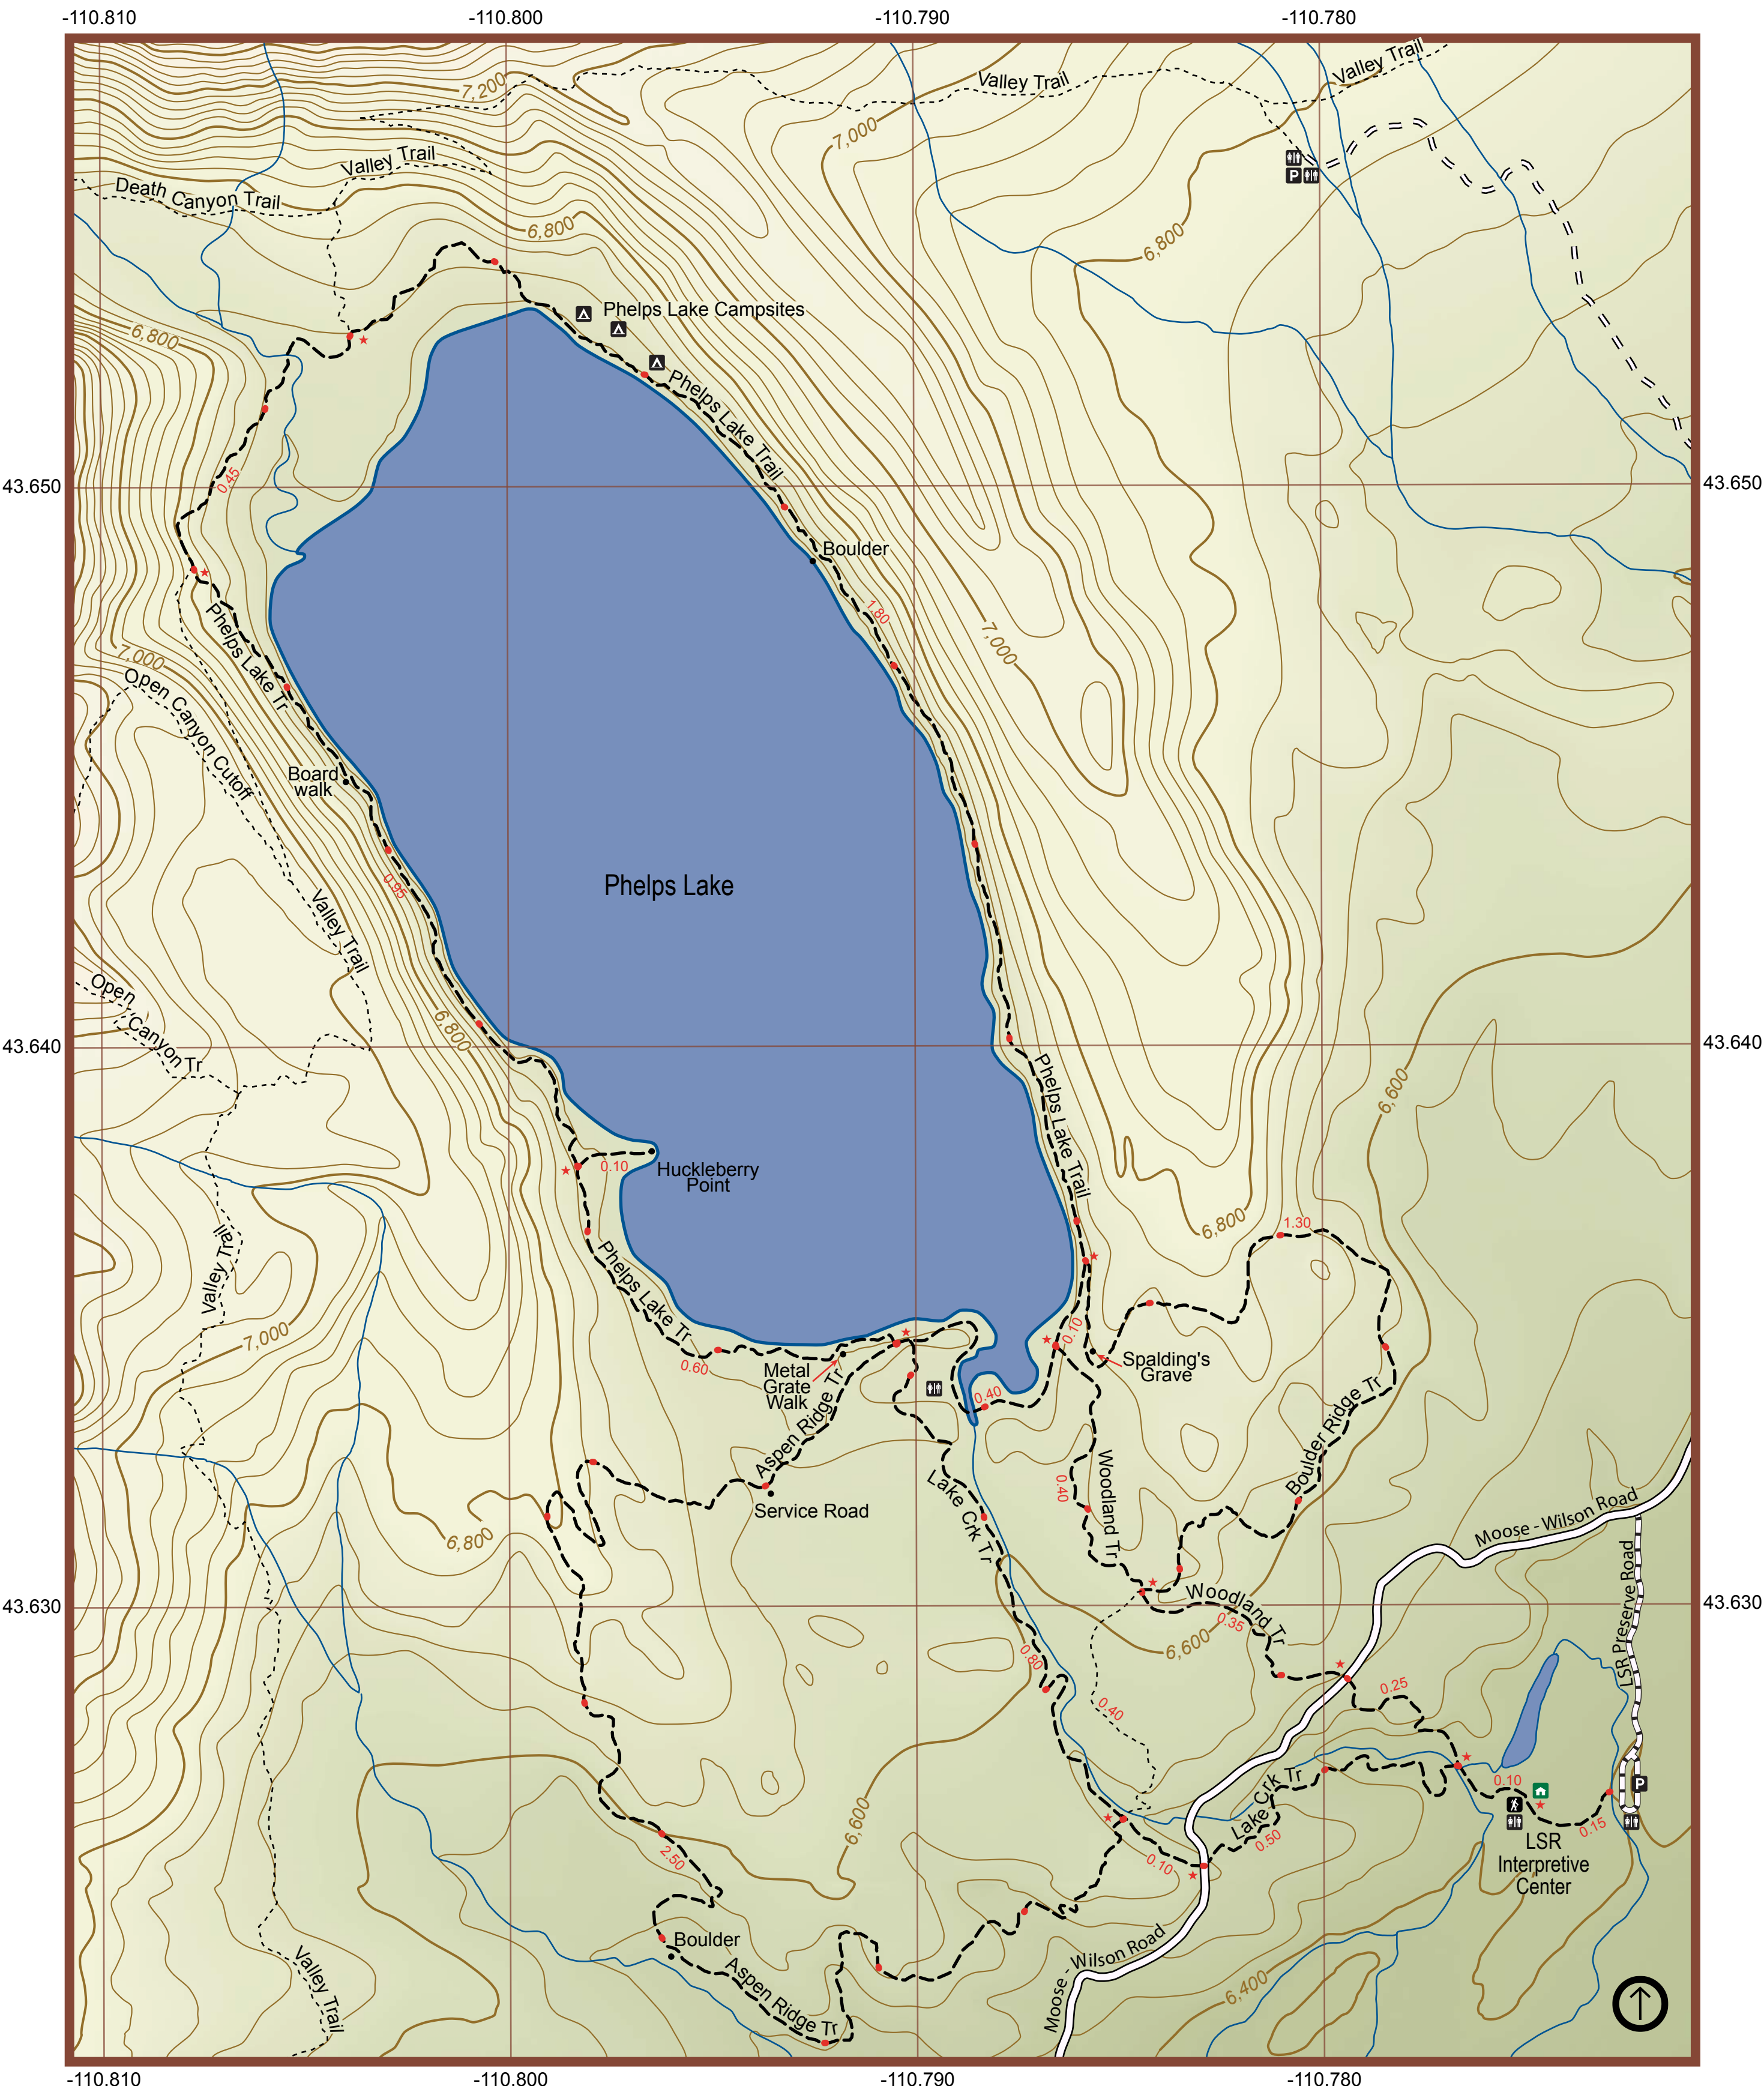 -110.810
-110.800
-110.790
-110.780
7,200
Valley Trail
Valley Trail
7,000
Valley Trail
Death Canyon Trail
P
6,800
6,800
Phelps Lake Campsites
6,800
Phelps Lake Trail
0.45
43.650
43.650
Boulder
1.80
Phelps Lake Tr
7,000
7,000
Open Canyon Cutoff
Board
walk
0.95
Phelps Lake
Valley Trail
Open
Canyon Tr
6,800
43.640
43.640
Phelps Lake Trail
6,600
0.10
Huckleberry
Point
6,800
1.30
Valley Trail
Phelps Lake Tr
7,000
0.10
0.60
Metal
Grate
Walk
Spalding's
Grave
0.40
Aspen Ridge Tr
Boulder Ridge Tr
Lake Crk Tr
0.40
Woodland Tr
Service Road
Moose - Wilson Road
6,800
LSR Preserve Road
43.630
43.630
Woodland Tr
0.35
6,600
0.80
0.25
0.40
P
0.10
Lake Crk Tr
0.50
0.15
6,600
LSR
Interpretive
Center
2.50
0.10
Boulder
Aspen Ridge Tr
Moose - Wilson Road
6,400
Valley Trail
-110.810
-110.800
-110.790
-110.780